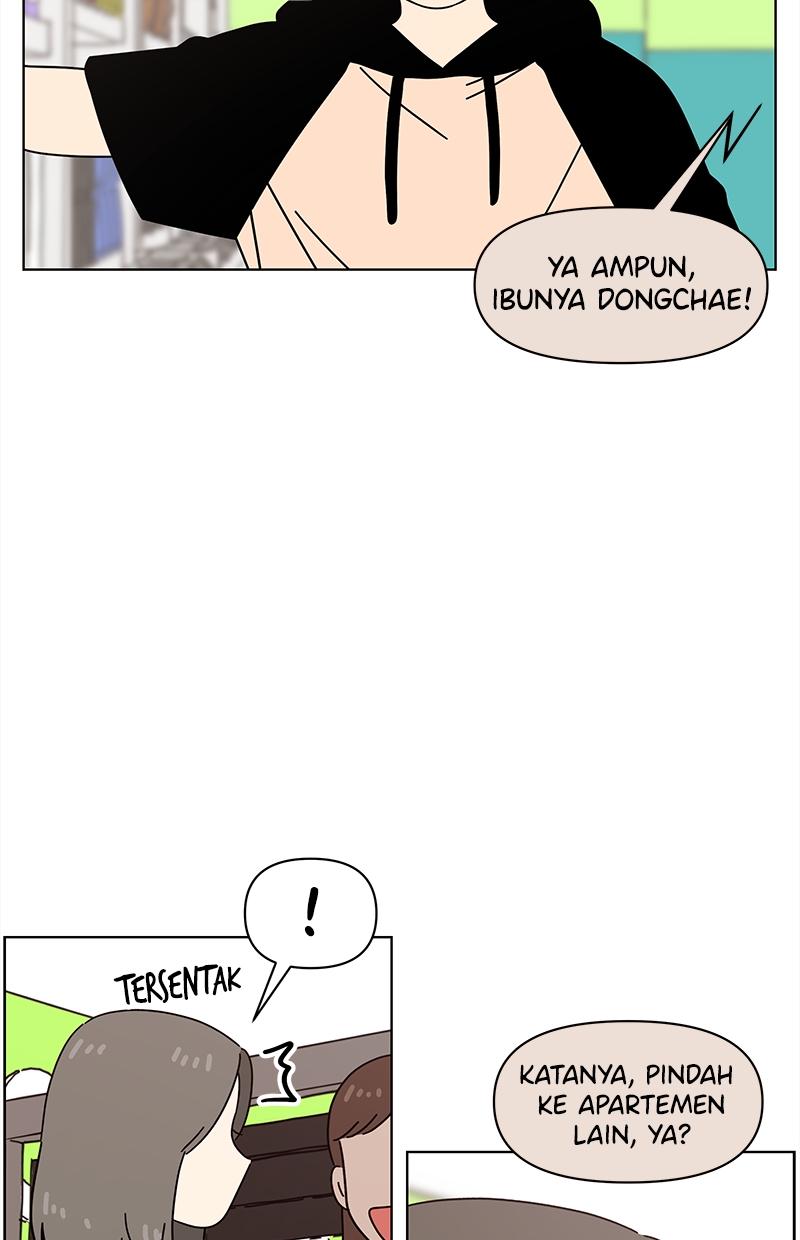 YA AMPUN,
IBUNYA DONGCHAE!
!
TERSENTAK
KATANYA, PINDAH
KE APARTEMEN
LAIN, YA?